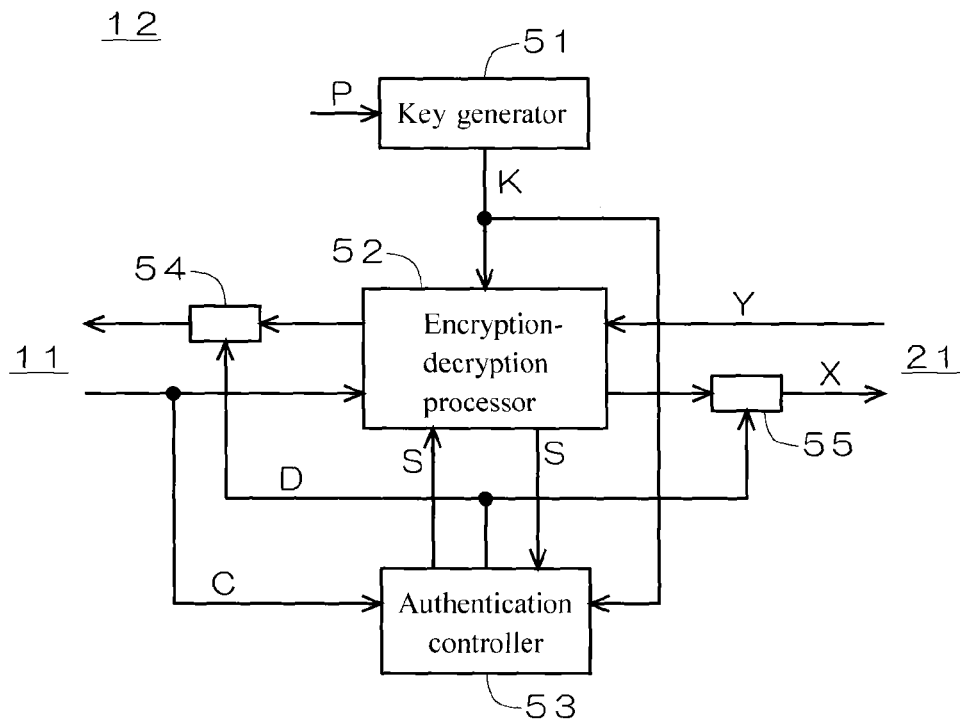 12
51
P
Key generator
K
52
54
Encryption-
decryption
processor
Y
11
21
X
55
S
S
D
C
Authentication
controller
53